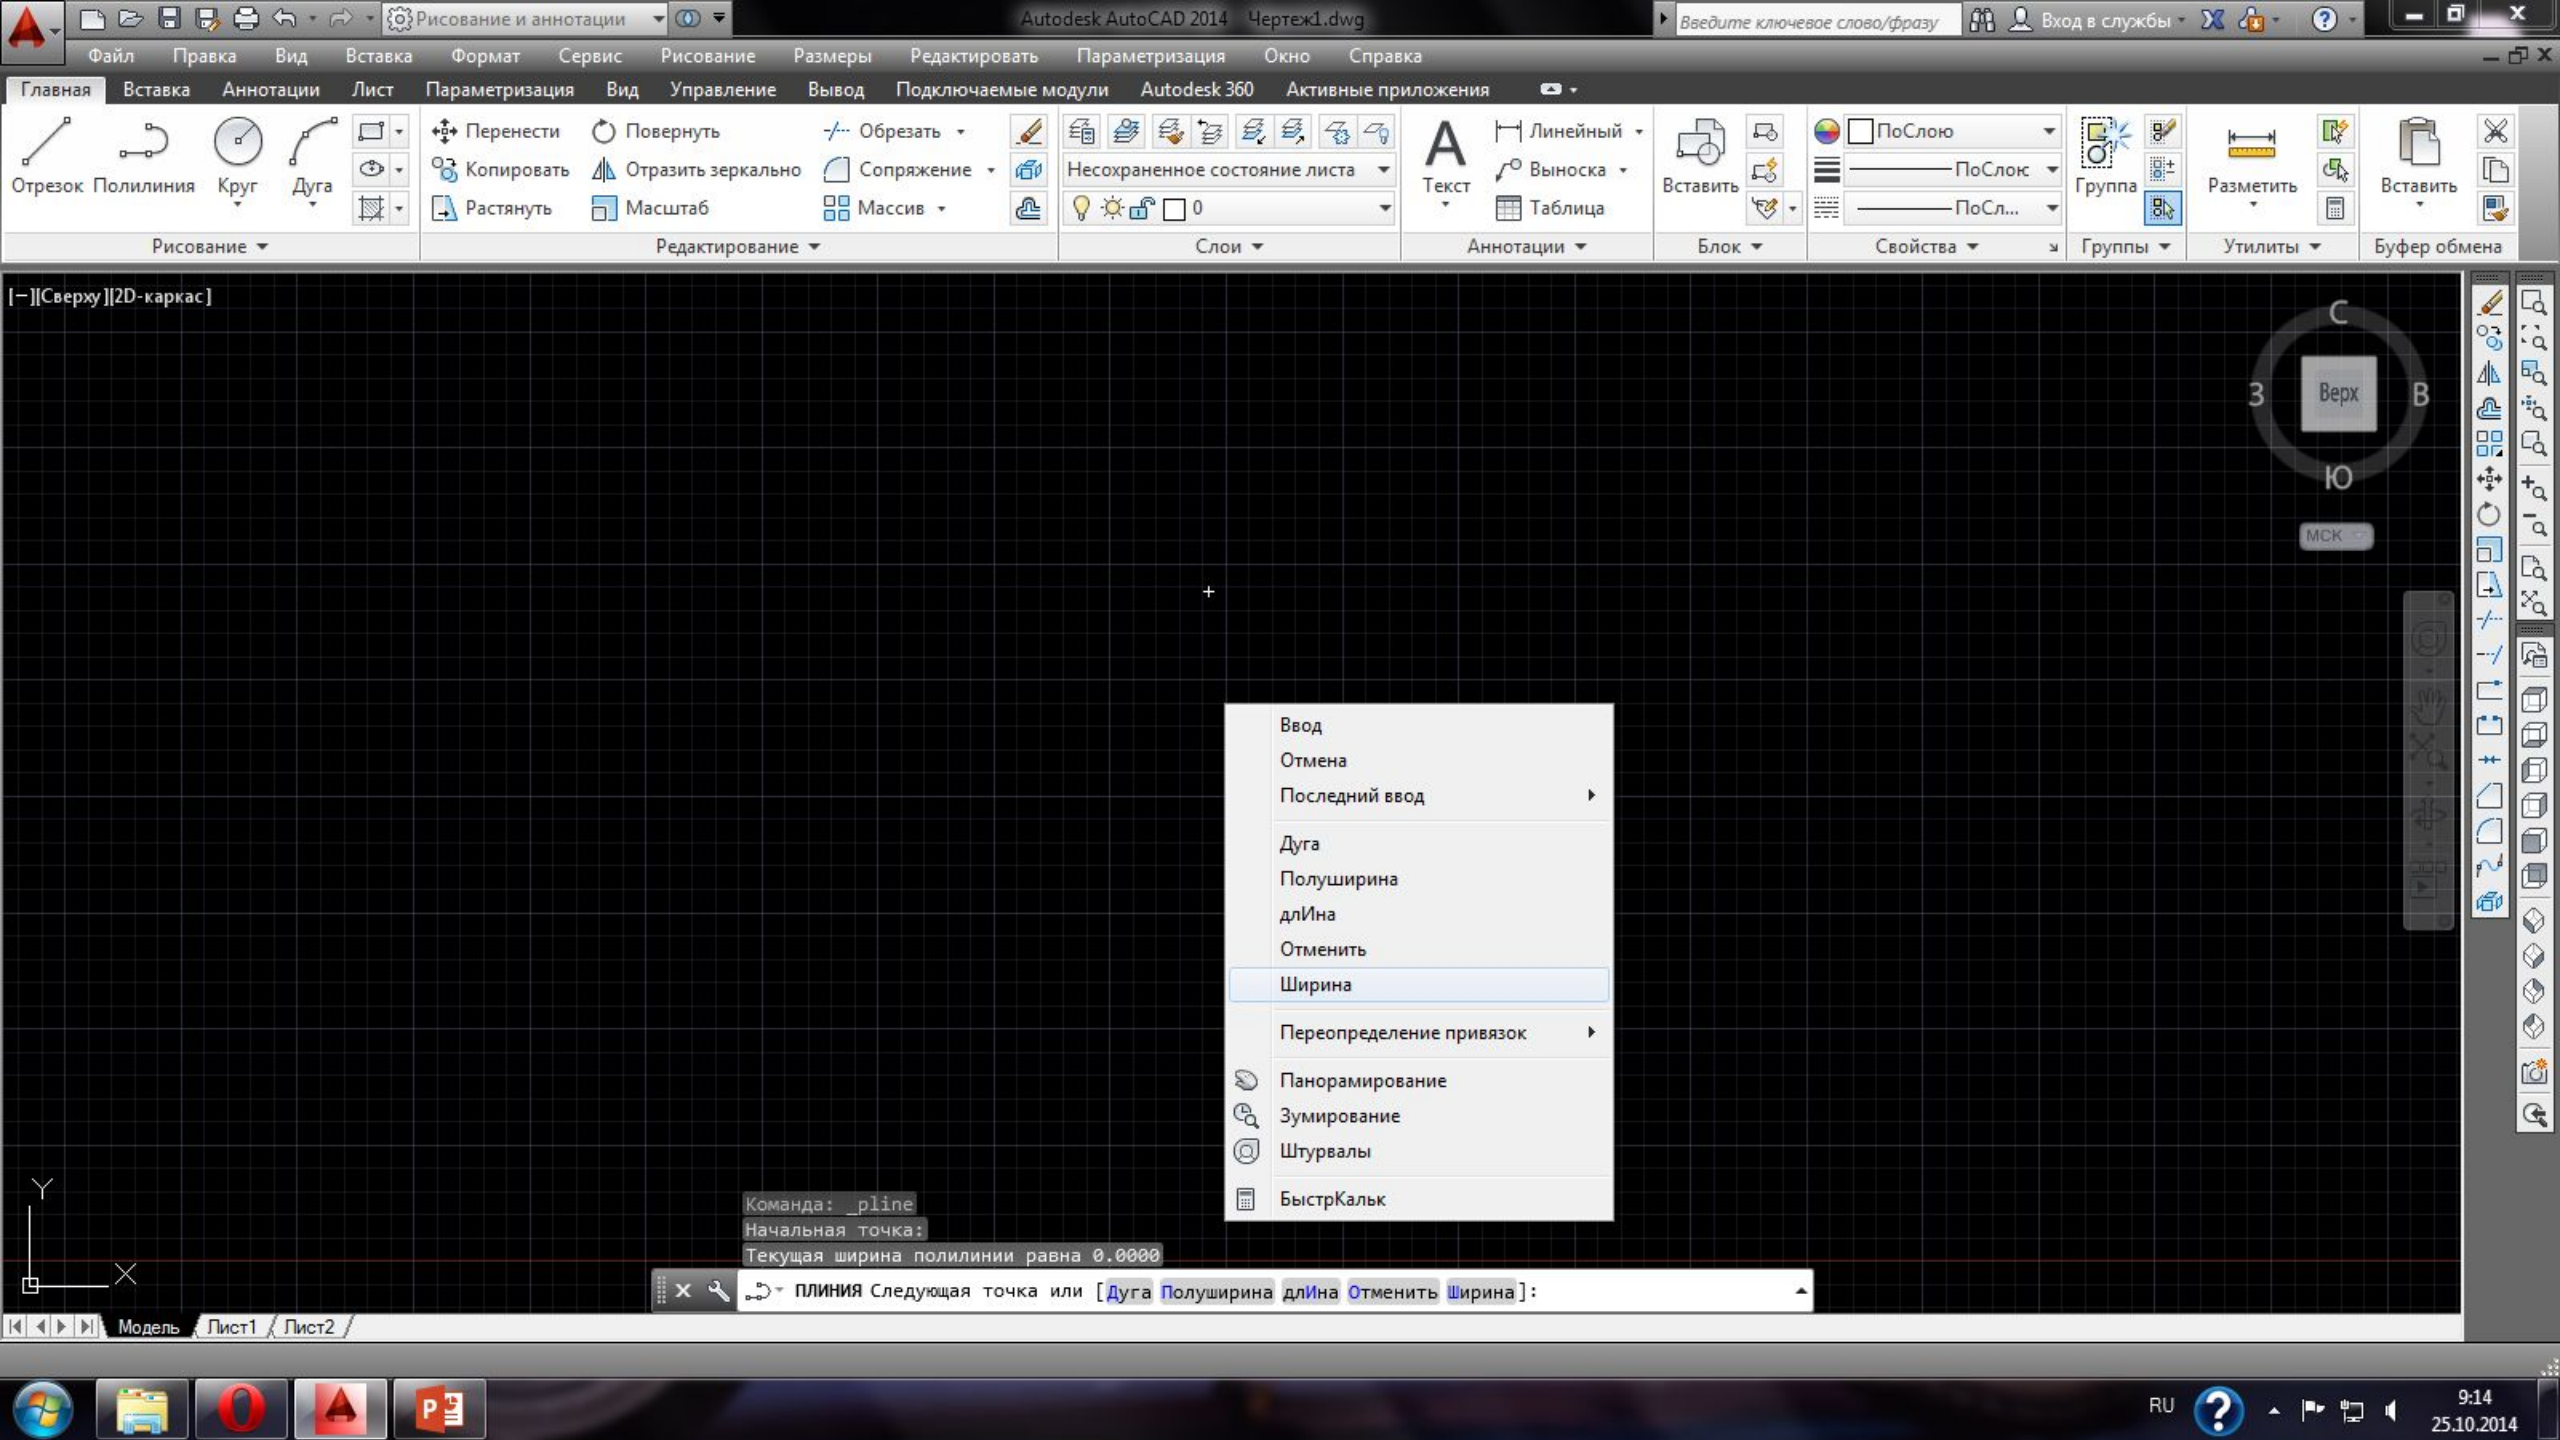 Рисование и аннотации
Autodesk AutoCAD 2014 Чертеж1.dwg
Введите ключевое слово/фразу
Вход в службы
Файл Правка Вид Вставка Формат Сервис Рисование Размеры Редактировать Параметризация Окно Справка
Главная Вставка Аннотации Лист Параметризация Вид Управление Вывод Подключаемые модули Autodesk 360 Активные приложения
Отрезок Полилиния Круг Дуга
Рисование
Перенести Повернуть Обрезать
Копировать Отразить зеркально Сопряжение
Растянуть Масштаб Массив
Редактирование
Несохраненное состояние листа
0
Слои
Текст
Линейный
Выноска
Таблица
Аннотации
Вставить
Блок
ПоСлою
ПоСлок
ПоСл...
Свойства
Группа
Группы
Разметить
Утилиты
Вставить
Буфер обмена
[−][Сверху][2D-каркас]
С
З Верх В
Ю
МСК
Ввод
Отмена
Последний ввод
Дуга
Полуширина
длИна
Отменить
Ширина
Переопределение привязок
Панорамирование
Зумирование
Штурвалы
БыстрКальк
Y
X
Команда: _pline
Начальная точка:
Текущая ширина полилинии равна 0.0000
ПЛИНИЯ Следующая точка или [Дуга Полуширина длИна Отменить Ширина]:
Модель Лист1 Лист2
RU
9:14
25.10.2014